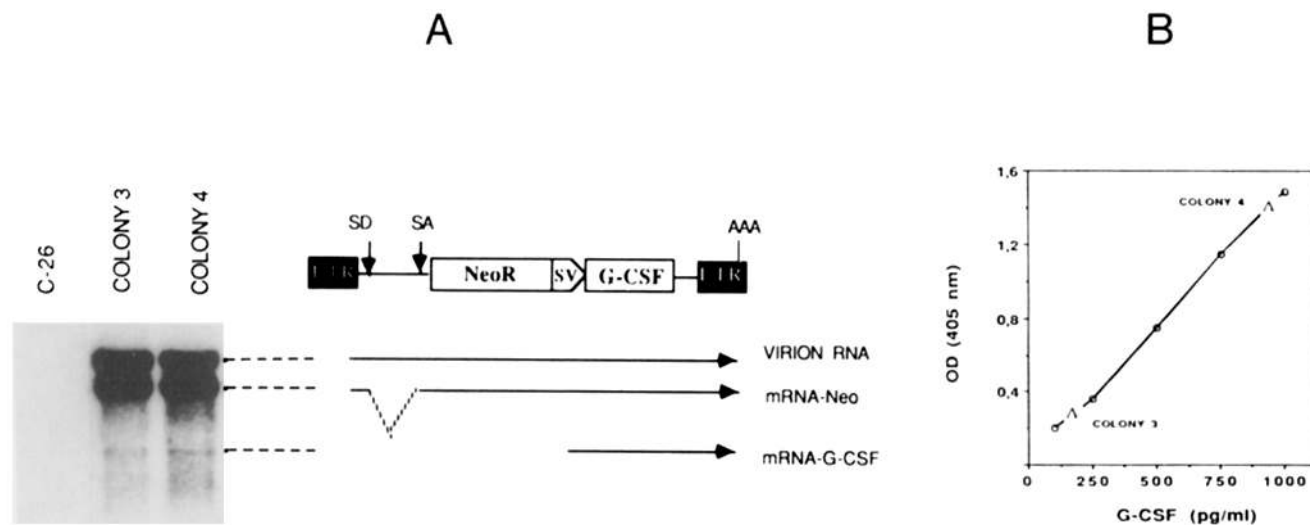 A
B
C-26
COLONY 3
COLONY 4
SD
SA
AAA
LTR
NeoR
SV
G-CSF
LTR
VIRION RNA
mRNA-Neo
mRNA-G-CSF
1,6
1,2
0,8
0,4
OD (405 nm)
COLONY 4
COLONY 3
250
500
750
1000
G-CSF (pg/ml)